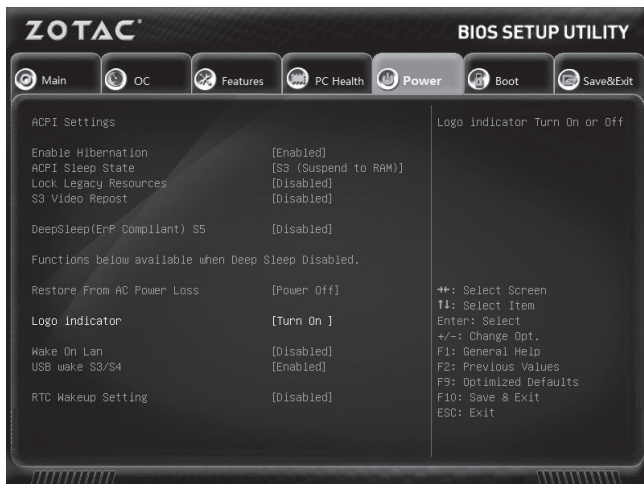 ZOTAC
BIOS SETUP UTILITY
Main
OC
Features
PC Health
Power
Boot
Save&Exit
ACPI Settings
Logo indicator Turn On or Off
Enable Hibernation [Enabled]
ACPI Sleep State [S3 (Suspend to RAM)]
Lock Legacy Resources [Disabled]
S3 Video Repost [Disabled]
DeepSleep(ErP Compliant) S5 [Disabled]
Functions below available when Deep Sleep Disabled.
Restore From AC Power Loss [Power Off]
Logo indicator [Turn On ]
Wake On Lan [Disabled]
USB wake S3/S4 [Enabled]
RTC Wakeup Setting [Disabled]
→←: Select Screen
↑↓: Select Item
Enter: Select
+/-: Change Opt.
F1: General Help
F2: Previous Values
F9: Optimized Defaults
F10: Save & Exit
ESC: Exit